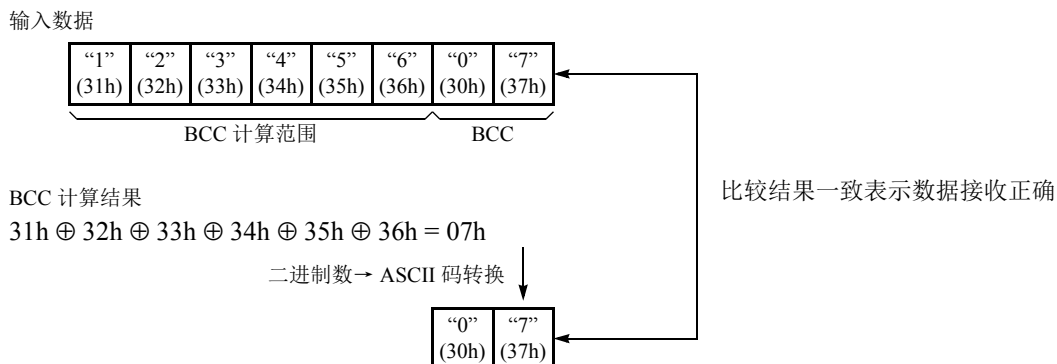 输入数据
“1” “2” “3” “4” “5” “6” “0” “7”
(31h) (32h) (33h) (34h) (35h) (36h) (30h) (37h)
BCC 计算范围 BCC
比较结果一致表示数据接收正确
BCC 计算结果
31h ⊕ 32h ⊕ 33h ⊕ 34h ⊕ 35h ⊕ 36h = 07h
二进制数→ ASCII 码转换
“0” “7”
(30h) (37h)